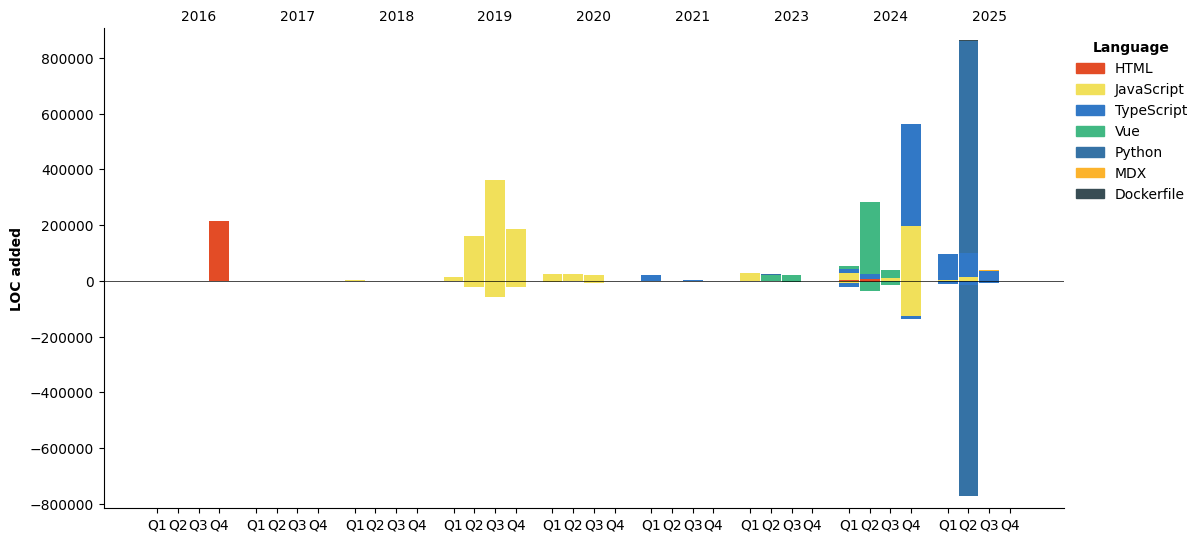 2016 2017 2018 2019 2020 2021 2023 2024 2025
LOC added
800000
600000
400000
200000
0
−200000
−400000
−600000
−800000
Q1 Q2 Q3 Q4 Q1 Q2 Q3 Q4 Q1 Q2 Q3 Q4 Q1 Q2 Q3 Q4 Q1 Q2 Q3 Q4 Q1 Q2 Q3 Q4 Q1 Q2 Q3 Q4 Q1 Q2 Q3 Q4 Q1 Q2 Q3 Q4
Language
HTML
JavaScript
TypeScript
Vue
Python
MDX
Dockerfile